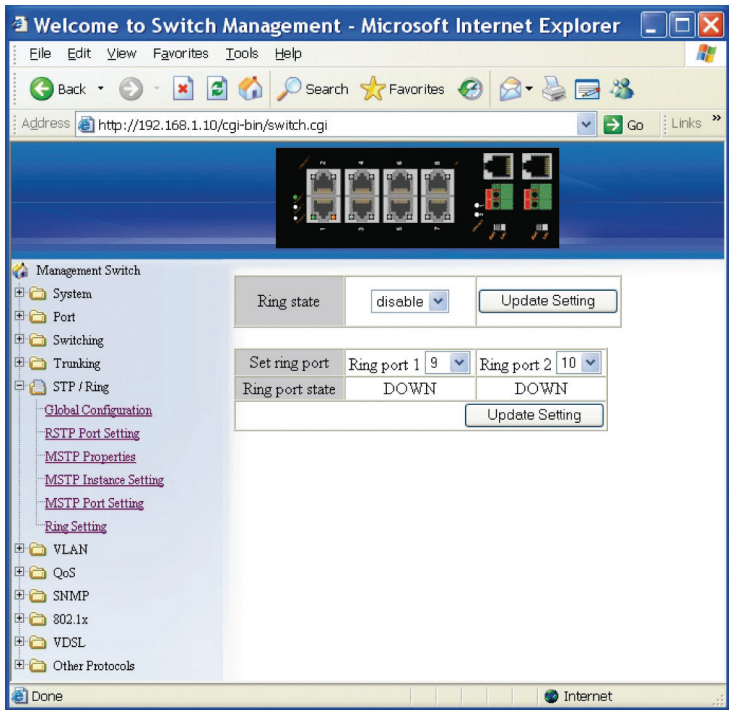 Welcome to Switch Management - Microsoft Internet Explorer
File Edit View Favorites Tools Help
Back Search Favorites
Address http://192.168.1.10/cgi-bin/switch.cgi Go Links »
Management Switch
System
Port
Switching
Trunking
STP / Ring
Global Configuration
RSTP Port Setting
MSTP Properties
MSTP Instance Setting
MSTP Port Setting
Ring Setting
VLAN
QoS
SNMP
802.1x
VDSL
Other Protocols
Ring state disable Update Setting
Set ring port Ring port 1 9 Ring port 2 10
Ring port state DOWN DOWN
Update Setting
Done Internet